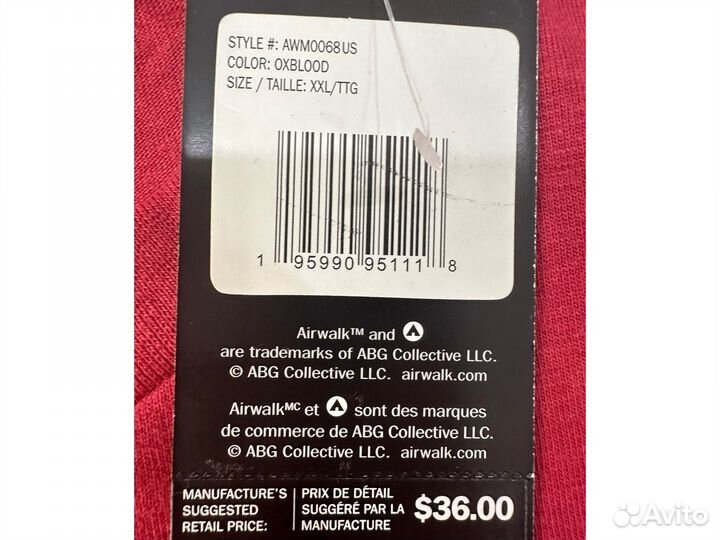 STYLE #: AWM0068US
COLOR: OXBLOOD
SIZE / TAILLE: XXL/TTG
1 95990 95111 8
Airwalk™ and
are trademarks of ABG Collective LLC.
© ABG Collective LLC. airwalk.com
Airwalkᴹᶜ et sont des marques
de commerce de ABG Collective LLC.
© ABG Collective LLC. airwalk.com
MANUFACTURE'S
SUGGESTED
RETAIL PRICE:
PRIX DE DÉTAIL
SUGGÉRÉ PAR LA
MANUFACTURE
$36.00
Avito